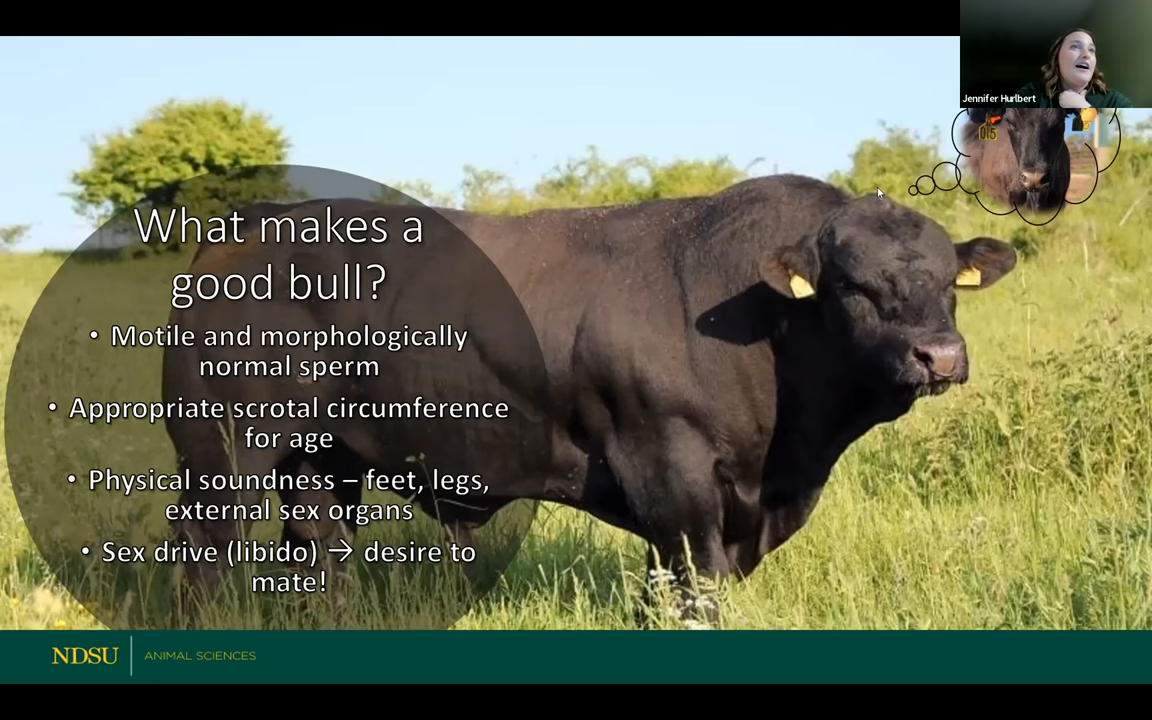 Jennifer Hurlbert
05
What makes a
good bull?
• Motile and morphologically
normal sperm
• Appropriate scrotal circumference
for age
• Physical soundness – feet, legs,
external sex organs
• Sex drive (libido) → desire to
mate!
NDSU
ANIMAL SCIENCES